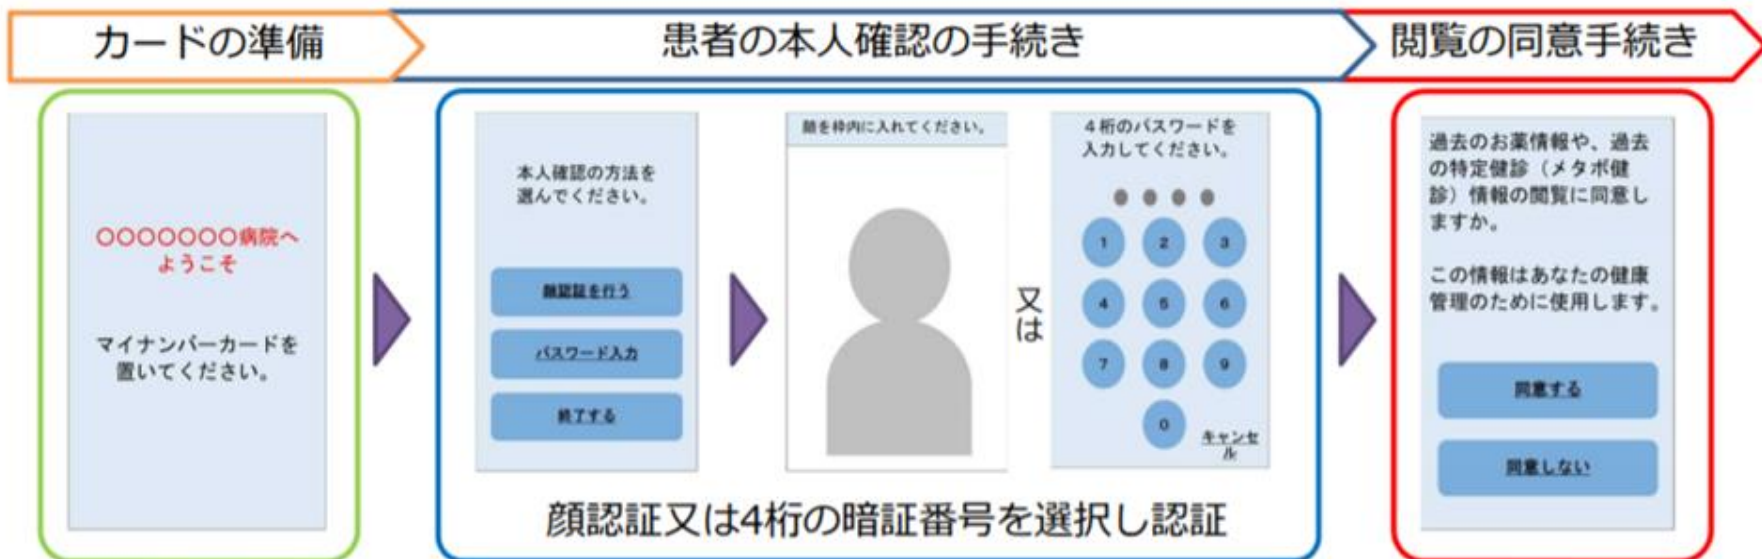 カードの準備
患者の本人確認の手続き
閲覧の同意手続き
〇〇〇〇〇〇〇病院へ
ようこそ
マイナンバーカードを
置いてください。
本人確認の方法を
選んでください。
顔認証を行う
パスワード入力
終了する
顔を枠内に入れてください。
又
は
4桁のパスワードを
入力してください。
1 2 3
4 5 6
7 8 9
0
キャンセ
ル
顔認証又は4桁の暗証番号を選択し認証
過去のお薬情報や、過去
の特定健診（メタボ健
診）情報の閲覧に同意し
ますか。
この情報はあなたの健康
管理のために使用します。
同意する
同意しない